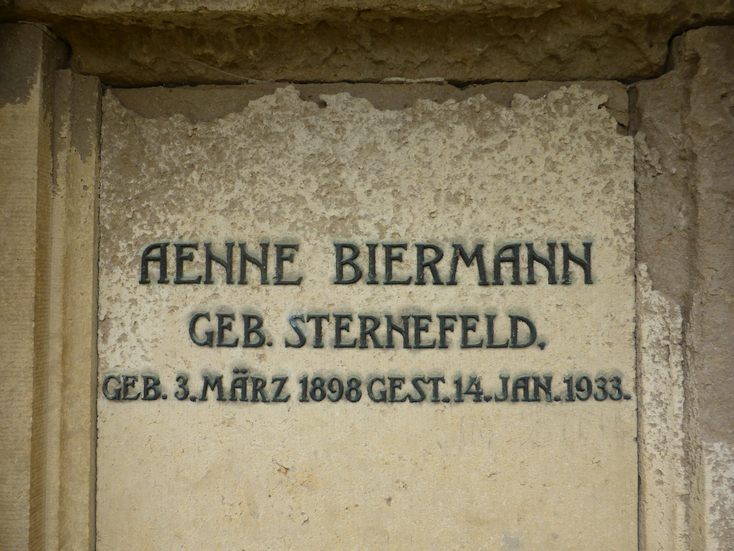 AENNE BIERMANN
GEB. STERNEFELD.
GEB. 3. MÄRZ 1898 GEST. 14. JAN. 1933.